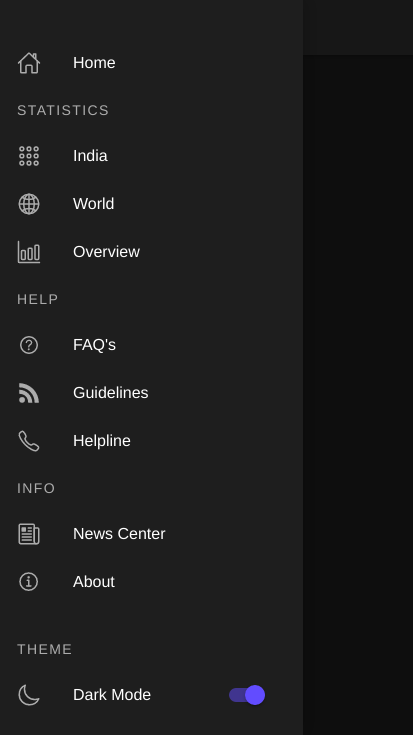 Home
STATISTICS
India
World
Overview
HELP
FAQ's
Guidelines
Helpline
INFO
News Center
About
THEME
Dark Mode